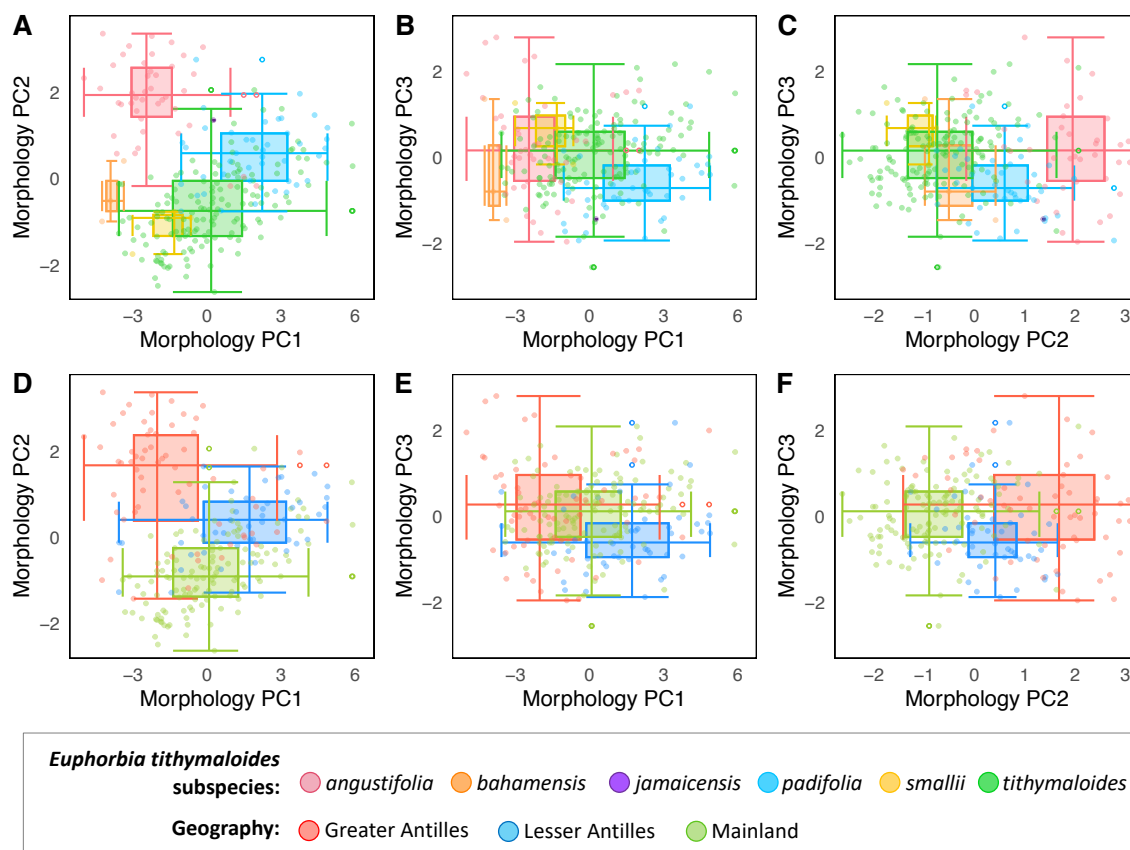 A
B
C
Morphology PC2
2
0
−2
−3 0 3 6
Morphology PC1
Morphology PC3
2
0
−2
−3 0 3 6
Morphology PC1
Morphology PC3
2
0
−2
−2 −1 0 1 2 3
Morphology PC2
D
E
F
Morphology PC2
2
0
−2
−3 0 3 6
Morphology PC1
Morphology PC3
2
0
−2
−3 0 3 6
Morphology PC1
Morphology PC3
2
0
−2
−2 −1 0 1 2 3
Morphology PC2
Euphorbia tithymaloides
subspecies: angustifolia bahamensis jamaicensis padifolia smallii tithymaloides
Geography: Greater Antilles Lesser Antilles Mainland